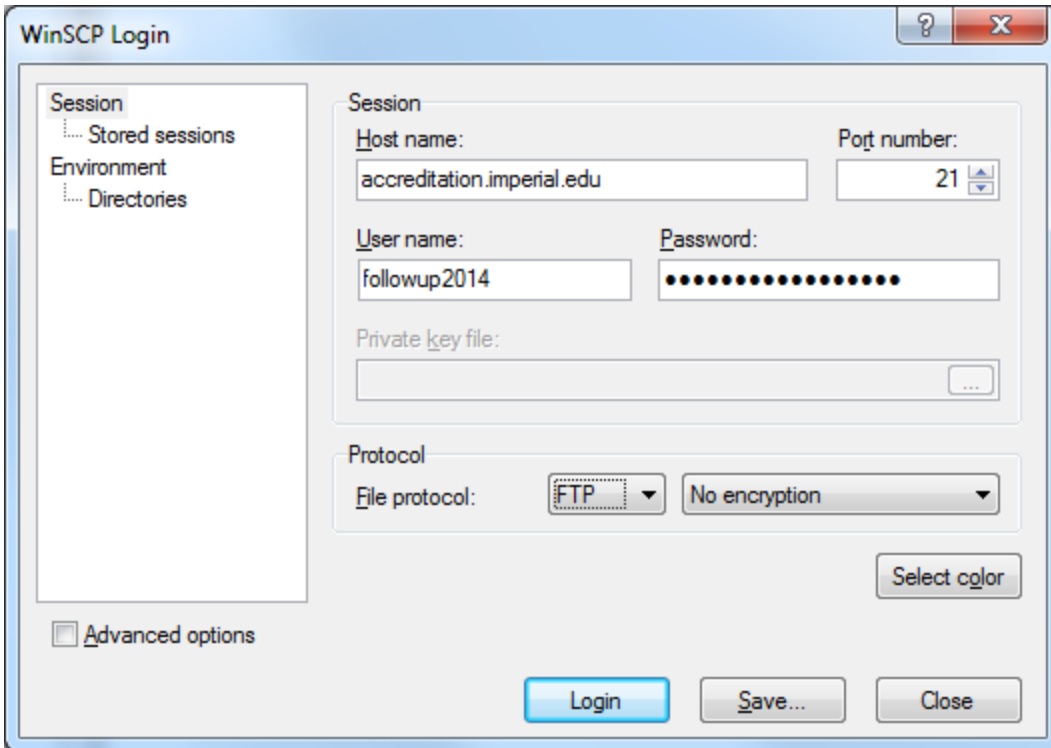 WinSCP Login
Session
Stored sessions
Environment
Directories
Advanced options
Session
Host name:
Port number:
accreditation.imperial.edu
21
User name:
Password:
followup2014
••••••••••••••••••
Private key file:
...
Protocol
File protocol:
FTP
No encryption
Select color
Login
Save...
Close